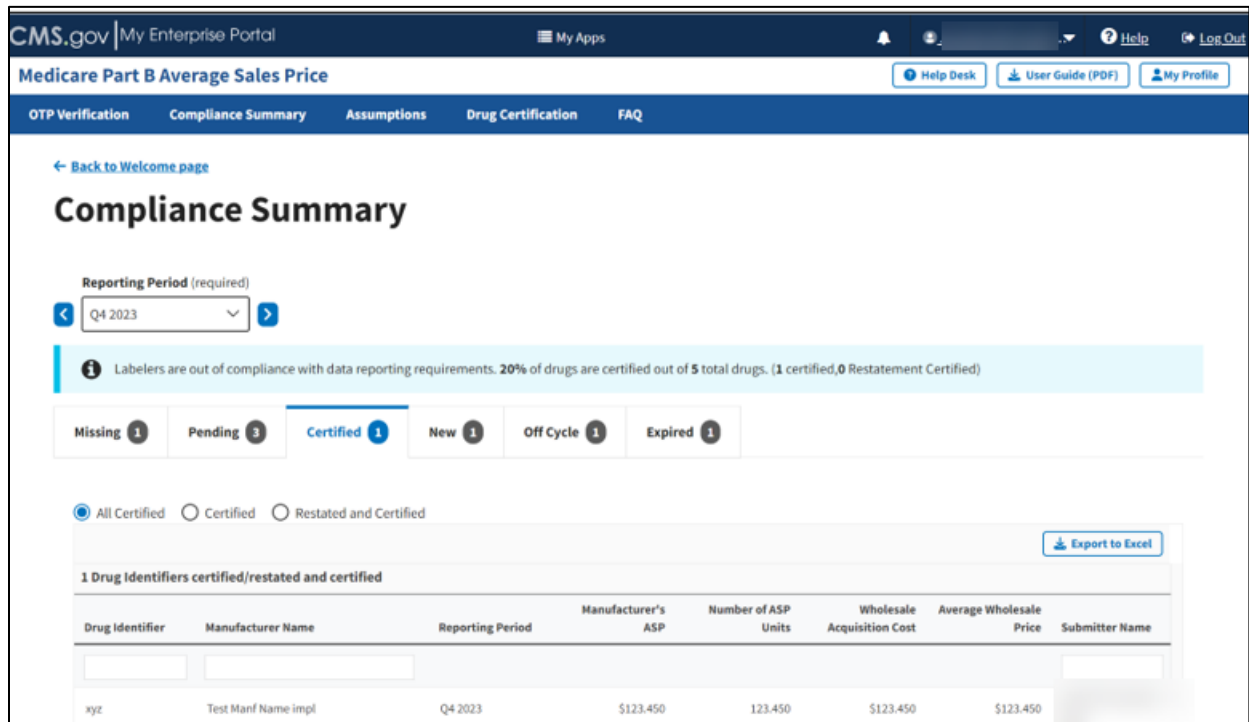 CMS.gov My Enterprise Portal My Apps Help Log Out
Medicare Part B Average Sales Price Help Desk User Guide (PDF) My Profile
OTP Verification Compliance Summary Assumptions Drug Certification FAQ
← Back to Welcome page
Compliance Summary
Reporting Period (required)
Q4 2023
Labelers are out of compliance with data reporting requirements. 20% of drugs are certified out of 5 total drugs. (1 certified,0 Restatement Certified)
Missing 1 Pending 3 Certified 1 New 1 Off Cycle 1 Expired 1
All Certified Certified Restated and Certified
Export to Excel
1 Drug Identifiers certified/restated and certified
Drug Identifier Manufacturer Name Reporting Period Manufacturer's ASP Number of ASP Units Wholesale Acquisition Cost Average Wholesale Price Submitter Name
xyz Test Manf Name impl Q4 2023 $123.450 123.450 $123.450 $123.450